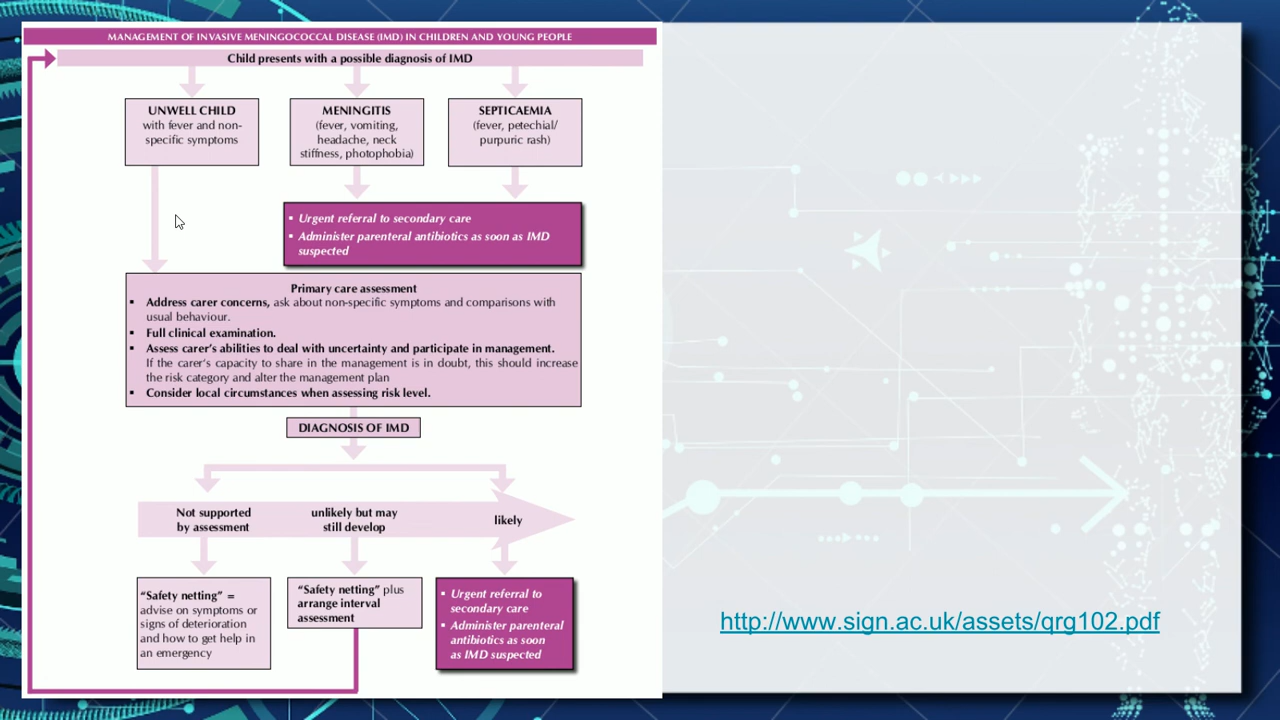 MANAGEMENT OF INVASIVE MENINGOCOCCAL DISEASE (IMD) IN CHILDREN AND YOUNG PEOPLE
Child presents with a possible diagnosis of IMD
UNWELL CHILD
with fever and non-
specific symptoms
MENINGITIS
(fever, vomiting,
headache, neck
stiffness, photophobia)
SEPTICAEMIA
(fever, petechial/
purpuric rash)
▪ Urgent referral to secondary care
▪ Administer parenteral antibiotics as soon as IMD
suspected
Primary care assessment
▪ Address carer concerns, ask about non-specific symptoms and comparisons with
usual behaviour.
▪ Full clinical examination.
▪ Assess carer's abilities to deal with uncertainty and participate in management.
If the carer's capacity to share in the management is in doubt, this should increase
the risk category and alter the management plan
▪ Consider local circumstances when assessing risk level.
DIAGNOSIS OF IMD
Not supported
by assessment
unlikely but may
still develop
likely
“Safety netting” =
advise on symptoms or
signs of deterioration
and how to get help in
an emergency
“Safety netting” plus
arrange interval
assessment
▪ Urgent referral to
secondary care
▪ Administer parenteral
antibiotics as soon
as IMD suspected
http://www.sign.ac.uk/assets/qrg102.pdf